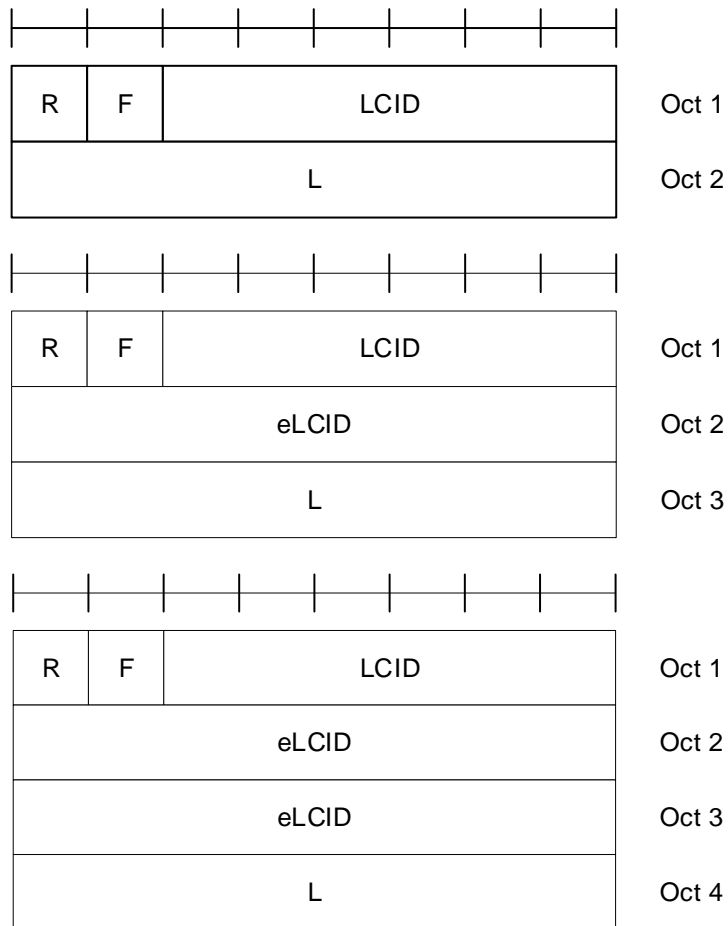 R F LCID Oct 1
L Oct 2
R F LCID Oct 1
eLCID Oct 2
L Oct 3
R F LCID Oct 1
eLCID Oct 2
eLCID Oct 3
L Oct 4